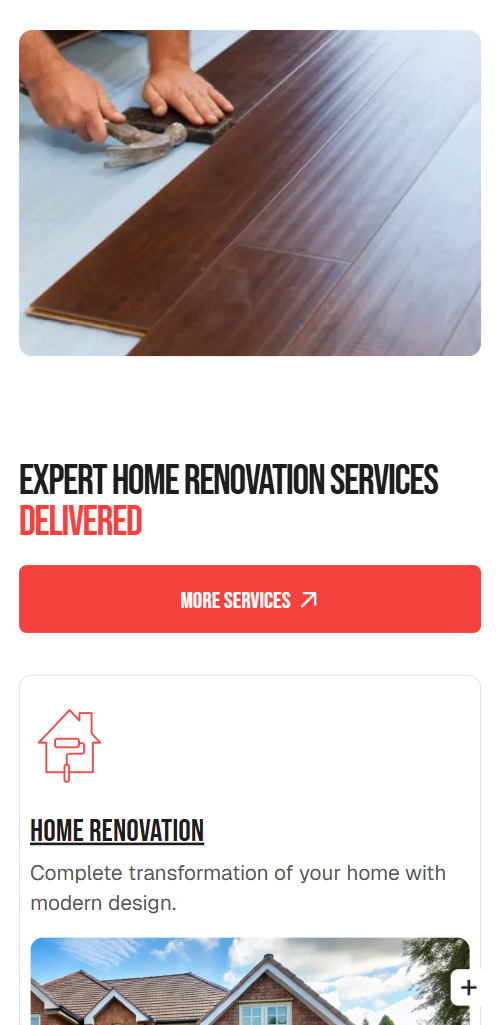 EXPERT HOME RENOVATION SERVICES
DELIVERED
MORE SERVICES
HOME RENOVATION
Complete transformation of your home with
modern design.